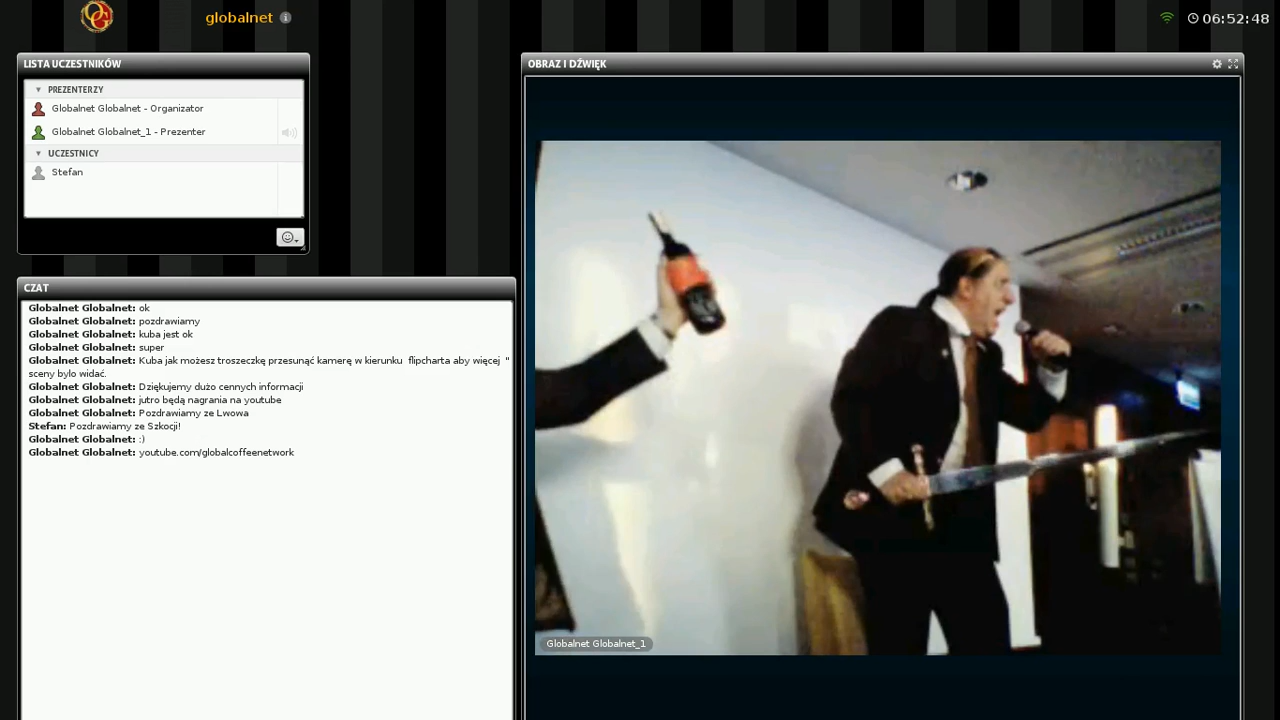 OG
globalnet
06:52:48
LISTA UCZESTNIKÓW
PREZENTERZY
Globalnet Globalnet - Organizator
Globalnet Globalnet_1 - Prezenter
UCZESTNICY
Stefan
CZAT
Globalnet Globalnet: ok
Globalnet Globalnet: pozdrawiamy
Globalnet Globalnet: kuba jest ok
Globalnet Globalnet: super
Globalnet Globalnet: Kuba jak możesz troszeczkę przesunąć kamerę w kierunku flipcharta aby więcej "
sceny bylo widać.
Globalnet Globalnet: Dziękujemy dużo cennych informacji
Globalnet Globalnet: jutro będą nagrania na youtube
Globalnet Globalnet: Pozdrawiamy ze Lwowa
Stefan: Pozdrawiamy ze Szkocji!
Globalnet Globalnet: :)
Globalnet Globalnet: youtube.com/globalcoffeenetwork
OBRAZ I DŹWIĘK
Globalnet Globalnet_1